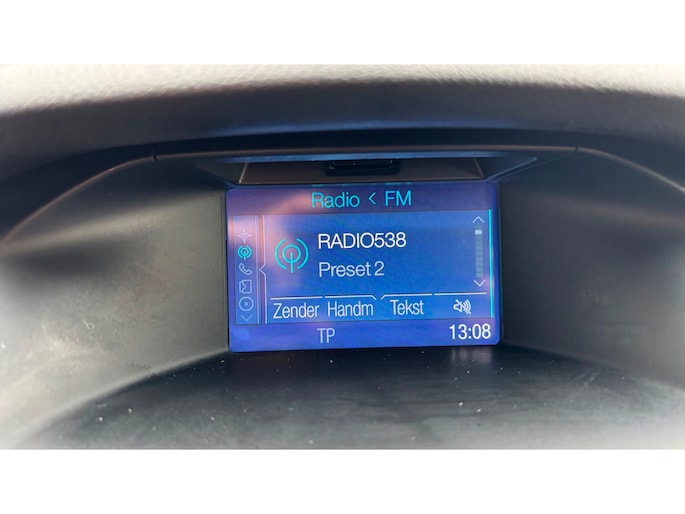 Radio < FM
RADIO538
Preset 2
Zender Handm Tekst
TP 13:08